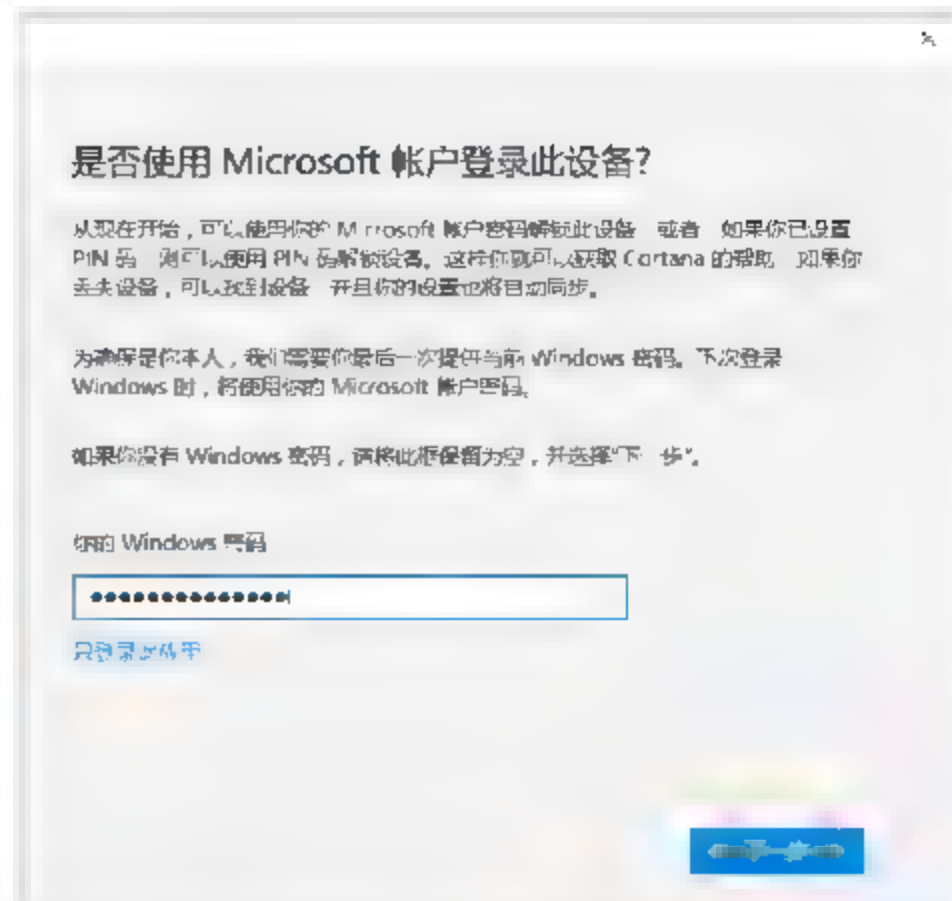 是否使用 Microsoft 帐户登录此设备?
从现在开始，可以使用你的 Microsoft 帐户密码解锁此设备 或者 如果你已设置
PIN 码 则可以使用 PIN 码解锁设备。这样你就可以获取 Cortana 的帮助 如果你
丢失设备，可以找到设备 并且你的设置也将自动同步。
为确保是你本人，我们需要你最后一次提供当前 Windows 密码。下次登录
Windows 时，将使用你的 Microsoft 帐户密码。
如果你没有 Windows 密码，请将此框保留为空，并选择"下一步"。
你的 Windows 密码
只登录此应用
下一步